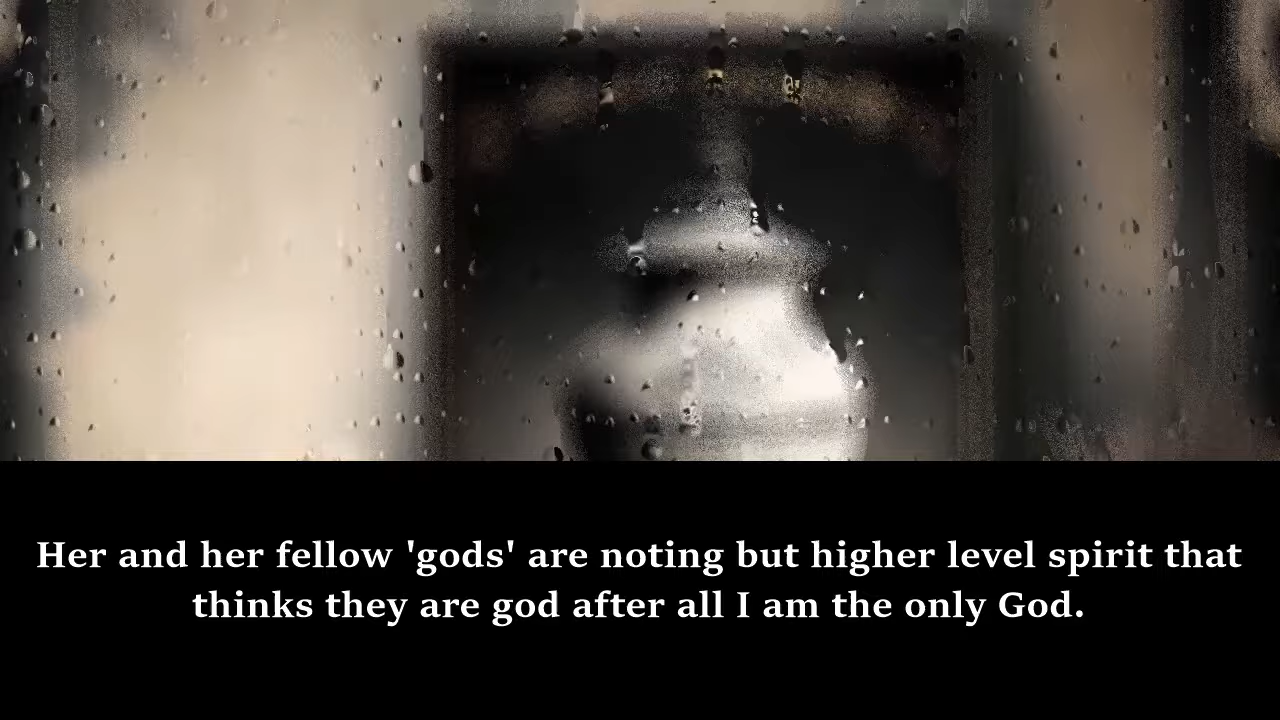 Her and her fellow 'gods' are noting but higher level spirit that
thinks they are god after all I am the only God.